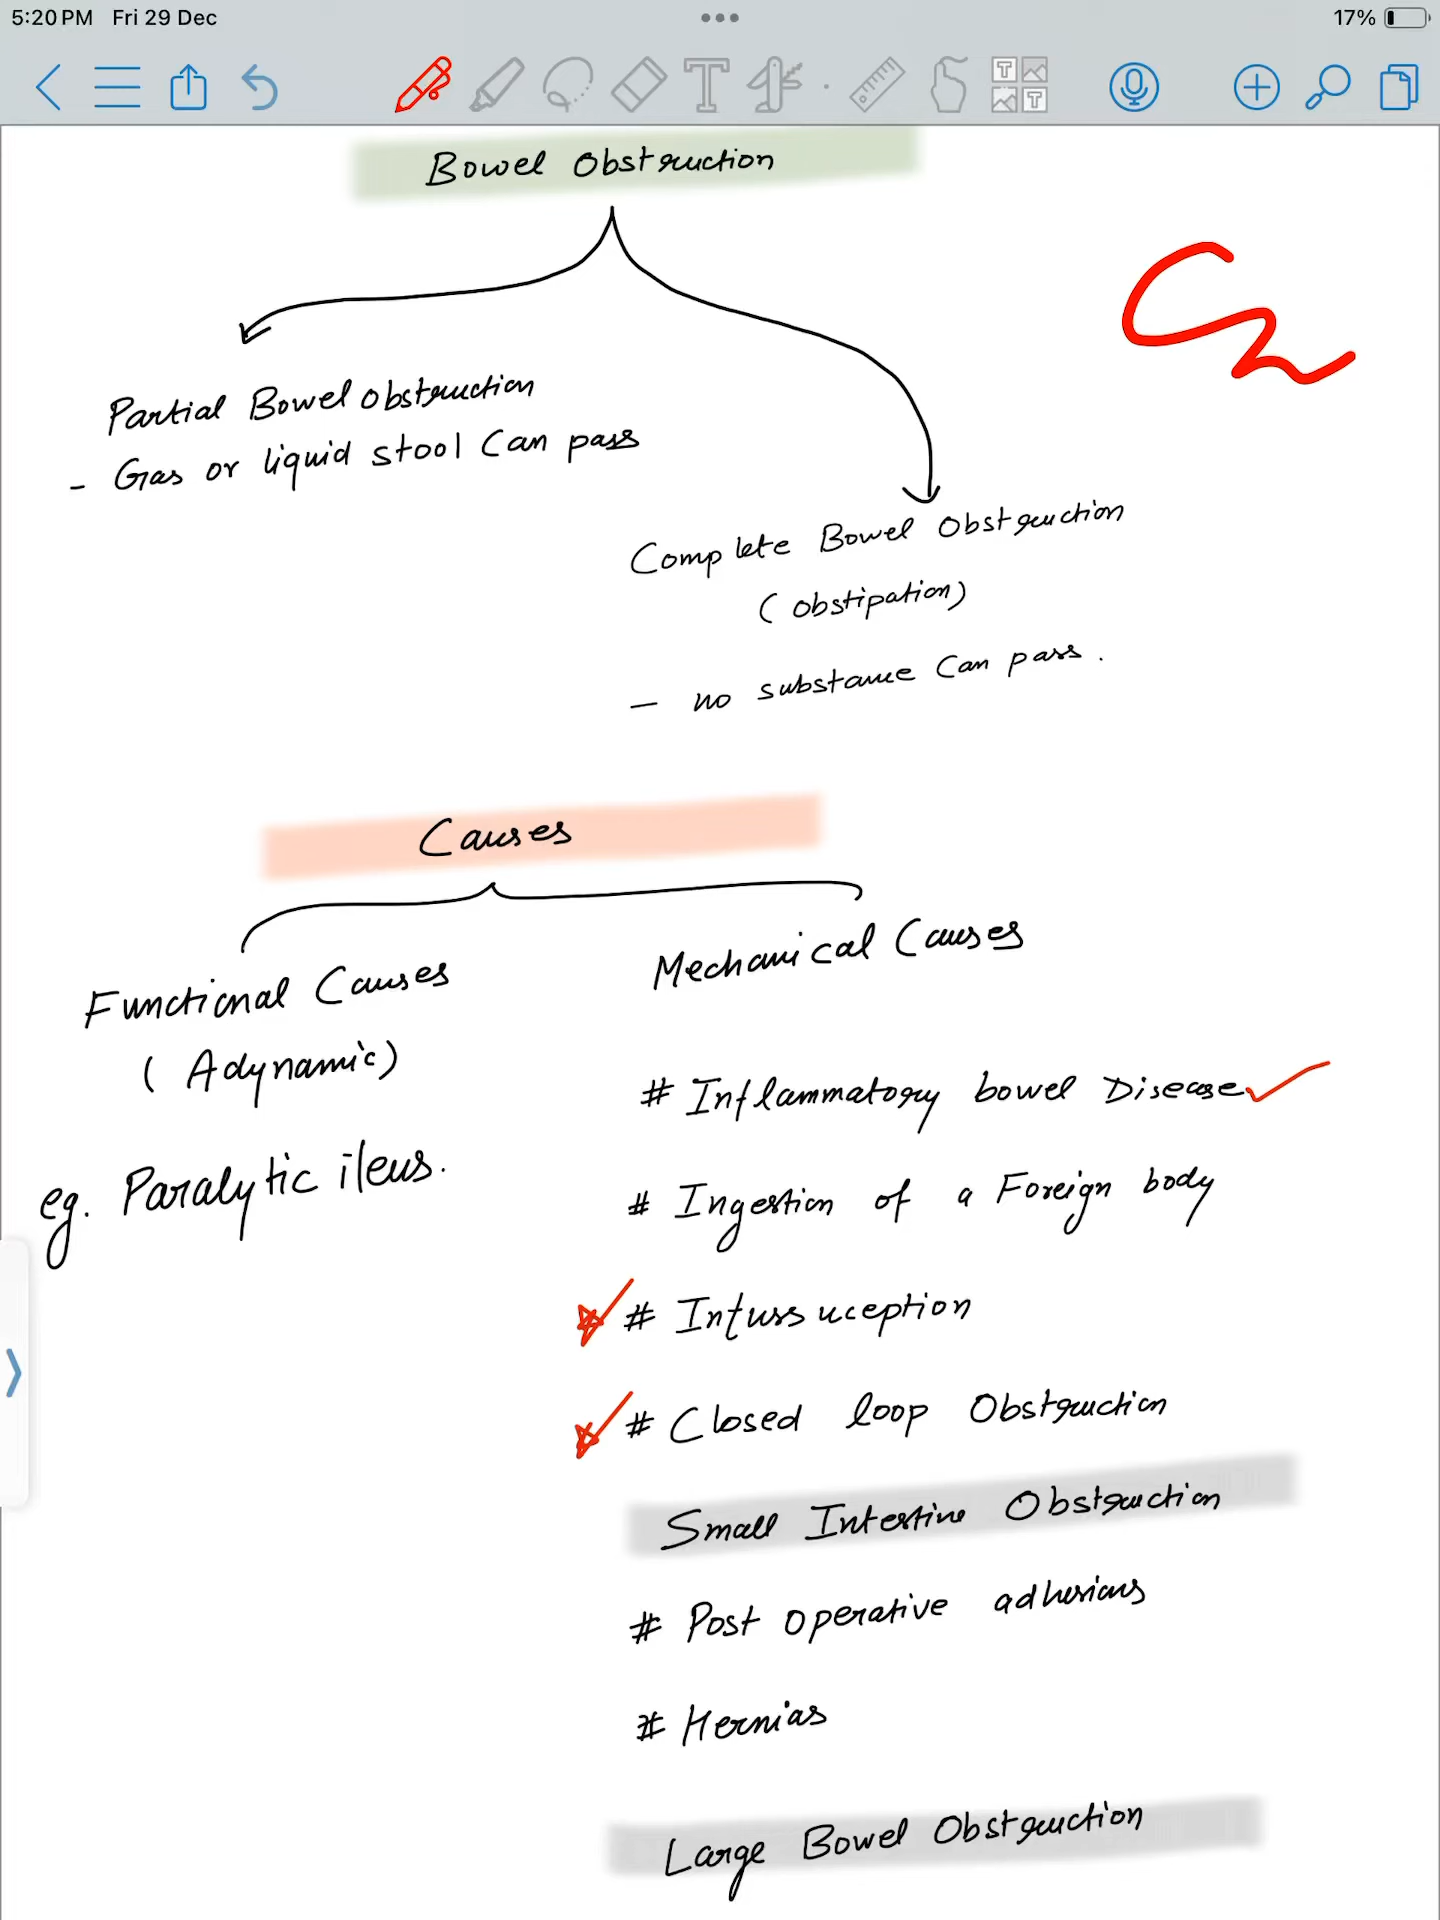 5:20 PM Fri 29 Dec
17%
Bowel Obstruction
Partial Bowel obstruction
- Gas or liquid stool Can pass
Complete Bowel Obstruction
(obstipation)
- no substance Can pass.
Causes
Functional Causes
(Adynamic)
eg. Paralytic ileus.
Mechanical Causes
# Inflammatory bowel Disease
# Ingestion of a Foreign body
# Intussuception
# Closed loop Obstruction
Small Intestine Obstruction
# Post operative adhesions
# Hernias
Large Bowel Obstruction